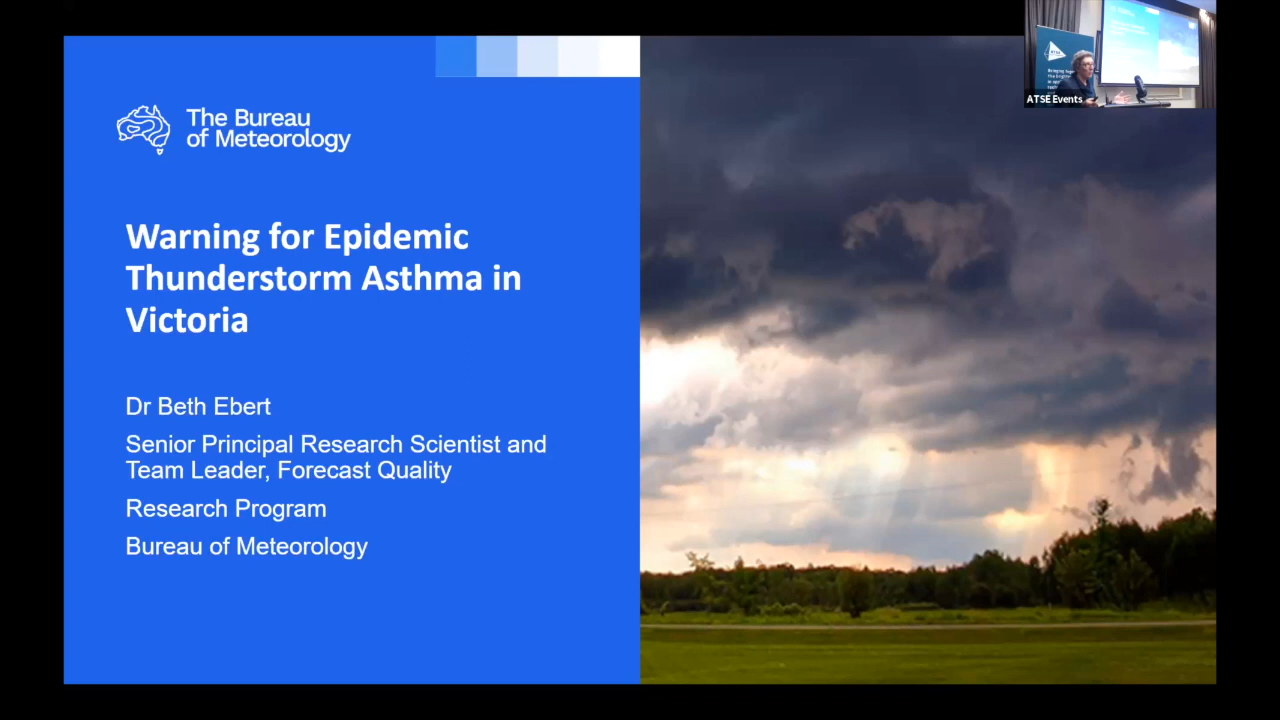 The Bureau
of Meteorology
Warning for Epidemic
Thunderstorm Asthma in
Victoria
Dr Beth Ebert
Senior Principal Research Scientist and
Team Leader, Forecast Quality
Research Program
Bureau of Meteorology
ATSE
ATSE Events